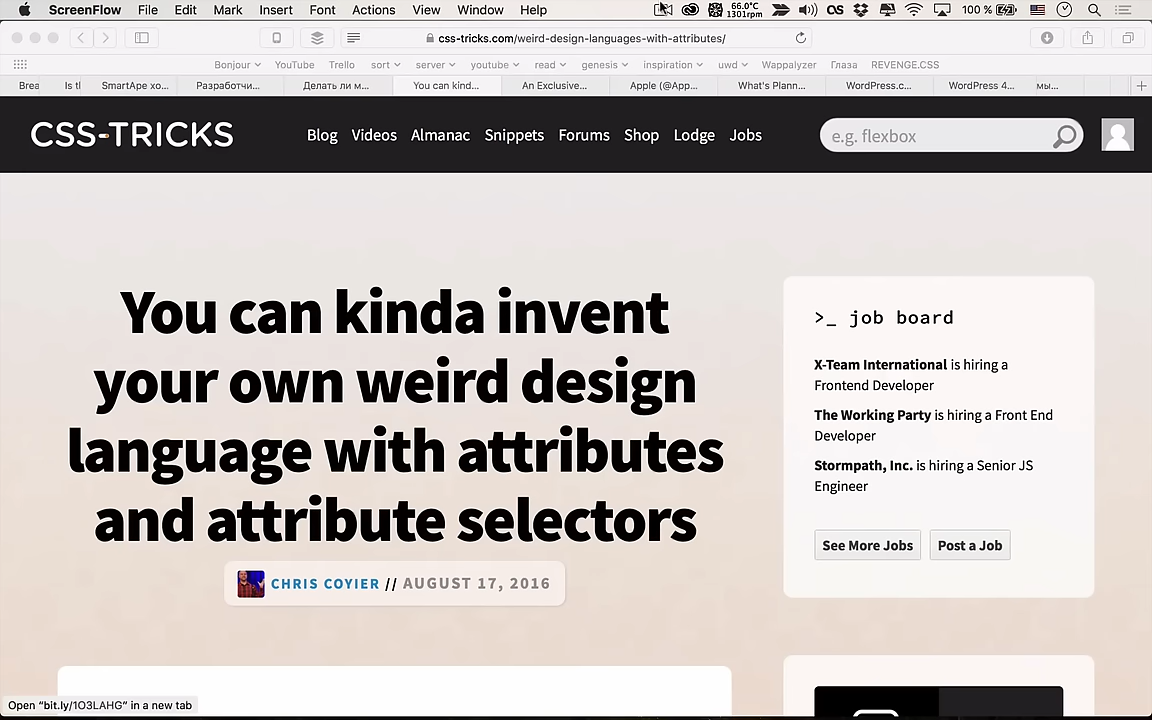 ScreenFlow File Edit Mark Insert Font Actions View Window Help 66.0°C 1301rpm 100 %
css-tricks.com/weird-design-languages-with-attributes/
Bonjour YouTube Trello sort server youtube read genesis inspiration uwd Wappalyzer Глаза REVENGE.CSS
Brea Is tl SmartApe хо... Разработчи... Делать ли м... You can kind... An Exclusive... Apple (@App... What's Plann... WordPress.c... WordPress 4... мы...
CSS-TRICKS Blog Videos Almanac Snippets Forums Shop Lodge Jobs e.g. flexbox
You can kinda invent
your own weird design
language with attributes
and attribute selectors
CHRIS COYIER // AUGUST 17, 2016
>_ job board
X-Team International is hiring a
Frontend Developer
The Working Party is hiring a Front End
Developer
Stormpath, Inc. is hiring a Senior JS
Engineer
See More Jobs Post a Job
Open “bit.ly/1O3LAHG” in a new tab